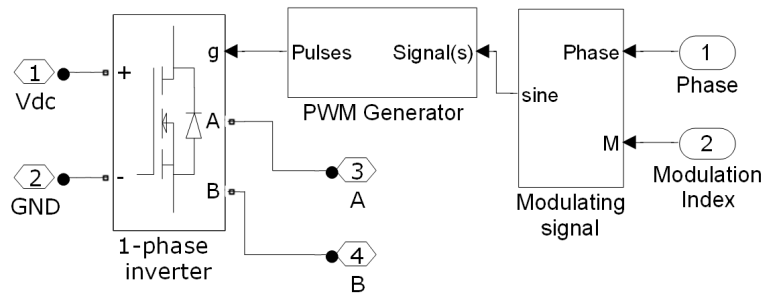 1
Vdc
2
GND
+
-
g
A
B
1-phase
inverter
Pulses
Signal(s)
PWM Generator
3
A
4
B
Phase
sine
M
Modulating
signal
1
Phase
2
Modulation
Index